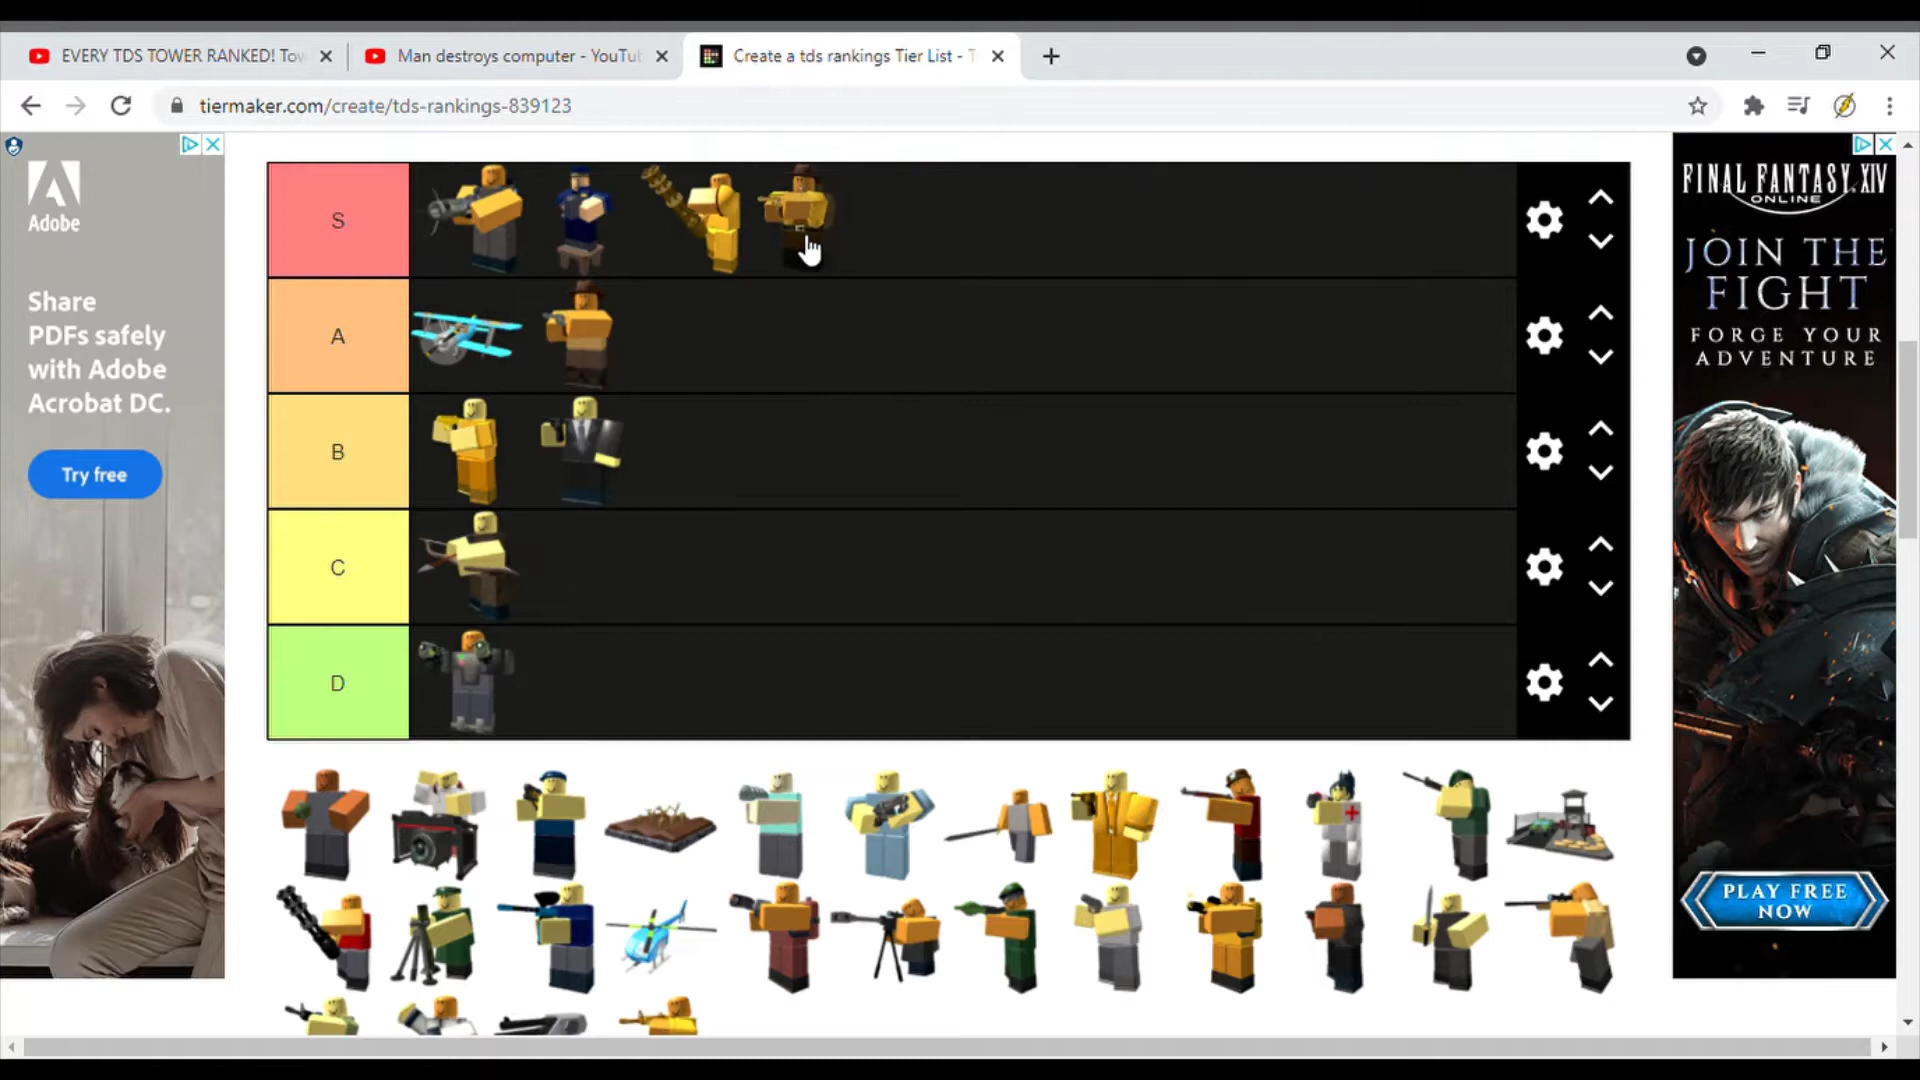 EVERY TDS TOWER RANKED! Tow
Man destroys computer - YouTu
Create a tds rankings Tier List - T
tiermaker.com/create/tds-rankings-839123
Adobe
Share
PDFs safely
with Adobe
Acrobat DC.
Try free
S
A
B
C
D
FINAL FANTASY XIV
ONLINE
JOIN THE
FIGHT
FORGE YOUR
ADVENTURE
PLAY FREE
NOW